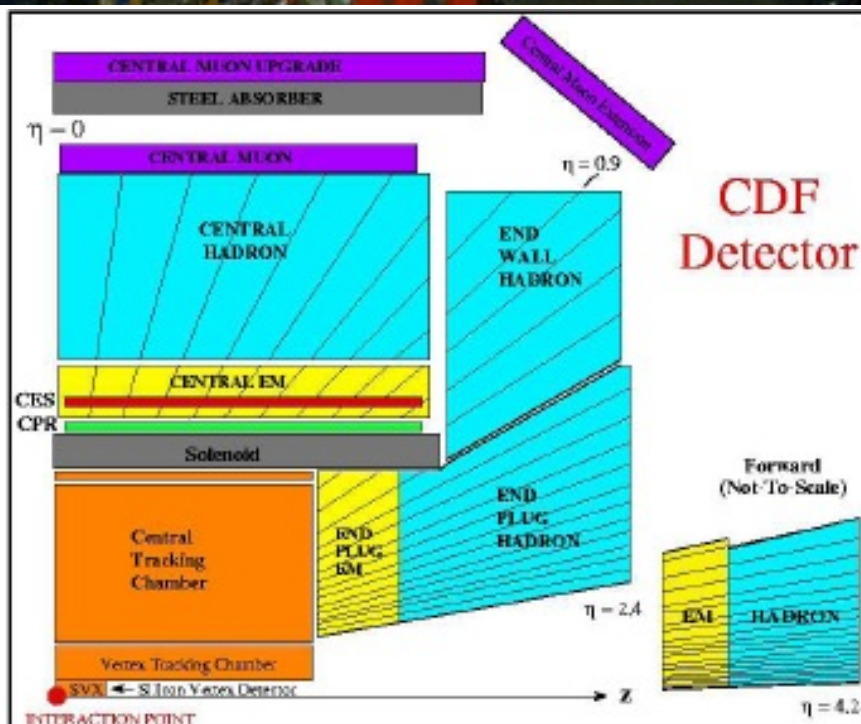 CENTRAL MUON UPGRADE
STEEL ABSORBER
Central Muon Extension
η = 0
CENTRAL MUON
η = 0.9
CDF
Detector
CENTRAL
HADRON
END
WALL
HADRON
CENTRAL EM
CES
CPR
Solenoid
Forward
(Not-To-Scale)
Central
Tracking
Chamber
END
PLUG
EM
END
PLUG
HADRON
EM
HADRON
η = 2.4
Vertex Tracking Chamber
SVX
Vertex Detector
Z
η = 4.2
INTERACTION POINT